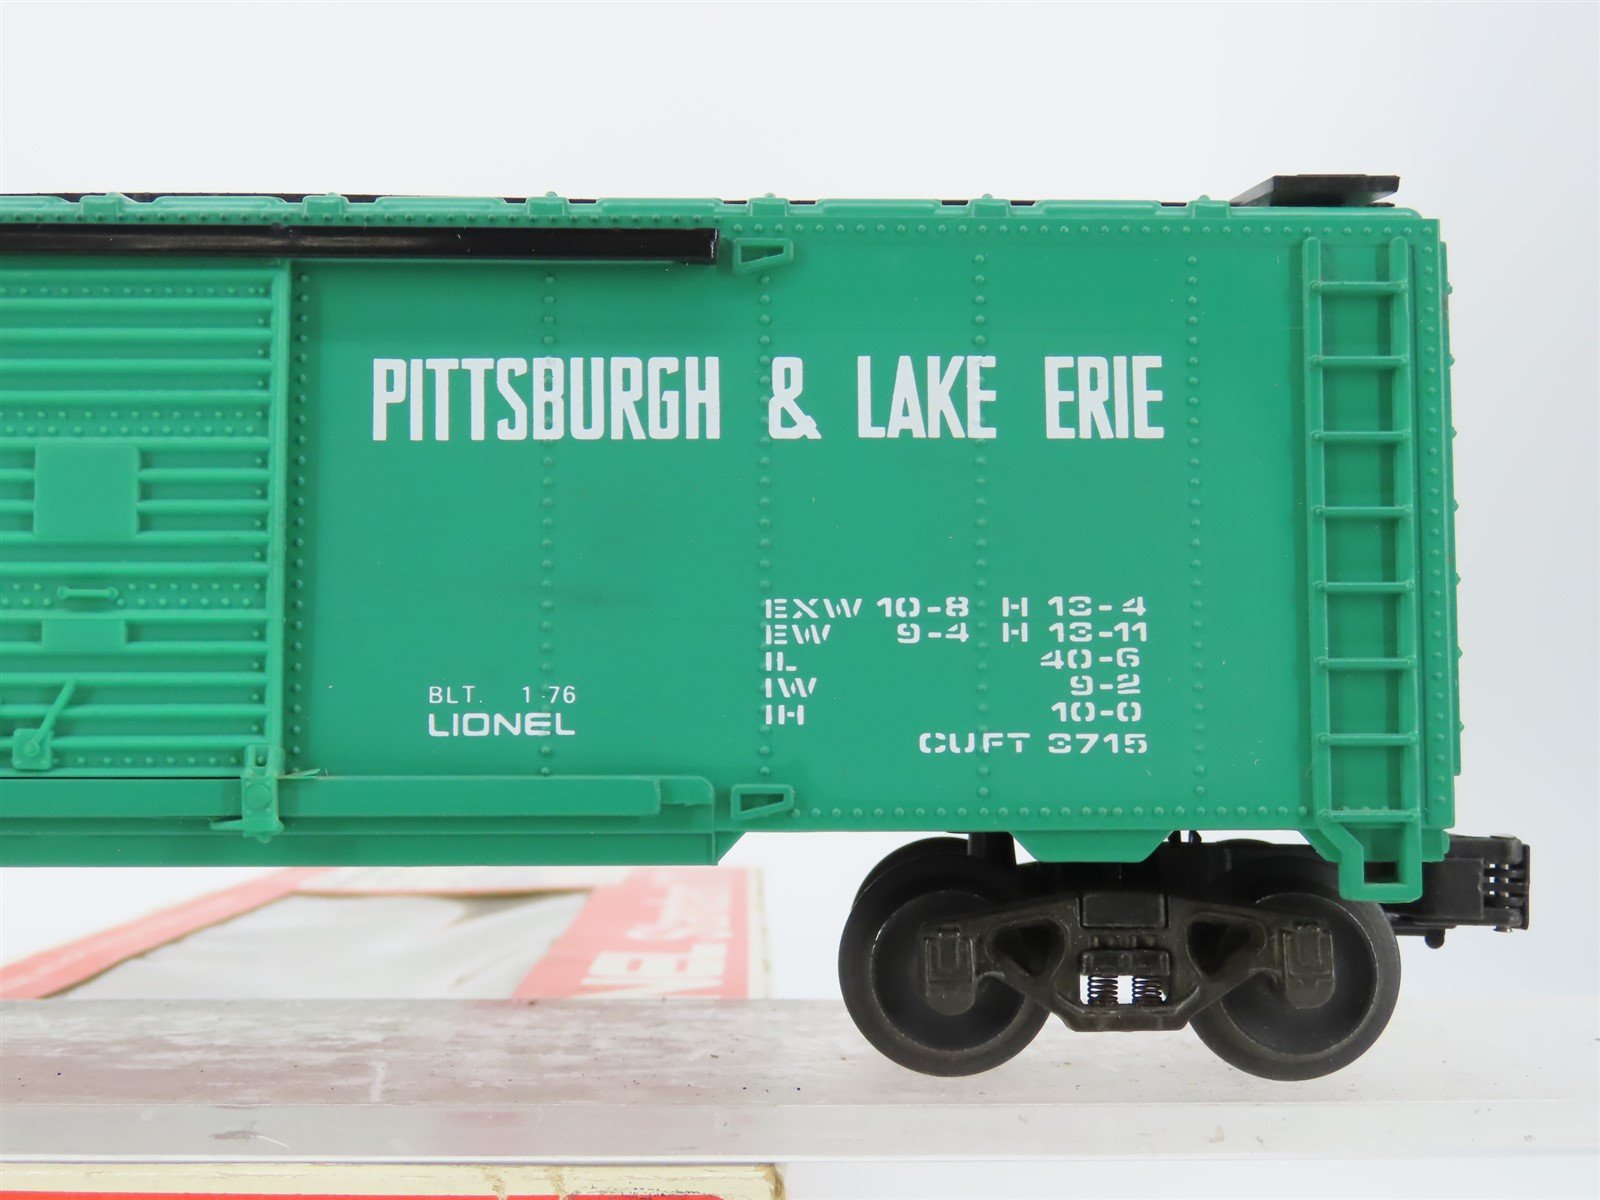 PITTSBURGH & LAKE ERIE
EXW 10-8 H 13-4
EW 9-4 H 13-11
IL 40-6
IW 9-2
IH 10-0
CUFT 3715
BLT. 1-76
LIONEL
NEL